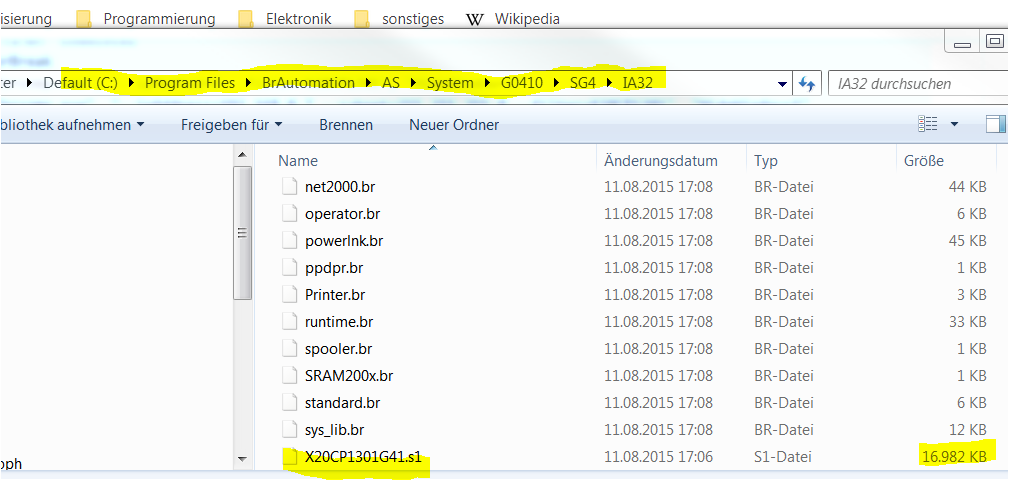 isierung Programmierung Elektronik sonstiges W Wikipedia
ter Default (C:) Program Files BrAutomation AS System G0410 SG4 IA32 IA32 durchsuchen
bliothek aufnehmen Freigeben für Brennen Neuer Ordner
Name Änderungsdatum Typ Größe
net2000.br 11.08.2015 17:08 BR-Datei 44 KB
operator.br 11.08.2015 17:08 BR-Datei 6 KB
powerlnk.br 11.08.2015 17:08 BR-Datei 45 KB
ppdpr.br 11.08.2015 17:08 BR-Datei 1 KB
Printer.br 11.08.2015 17:08 BR-Datei 3 KB
runtime.br 11.08.2015 17:08 BR-Datei 33 KB
spooler.br 11.08.2015 17:08 BR-Datei 1 KB
SRAM200x.br 11.08.2015 17:08 BR-Datei 1 KB
standard.br 11.08.2015 17:08 BR-Datei 6 KB
sys_lib.br 11.08.2015 17:08 BR-Datei 12 KB
oph X20CP1301G41.s1 11.08.2015 17:06 S1-Datei 16.982 KB